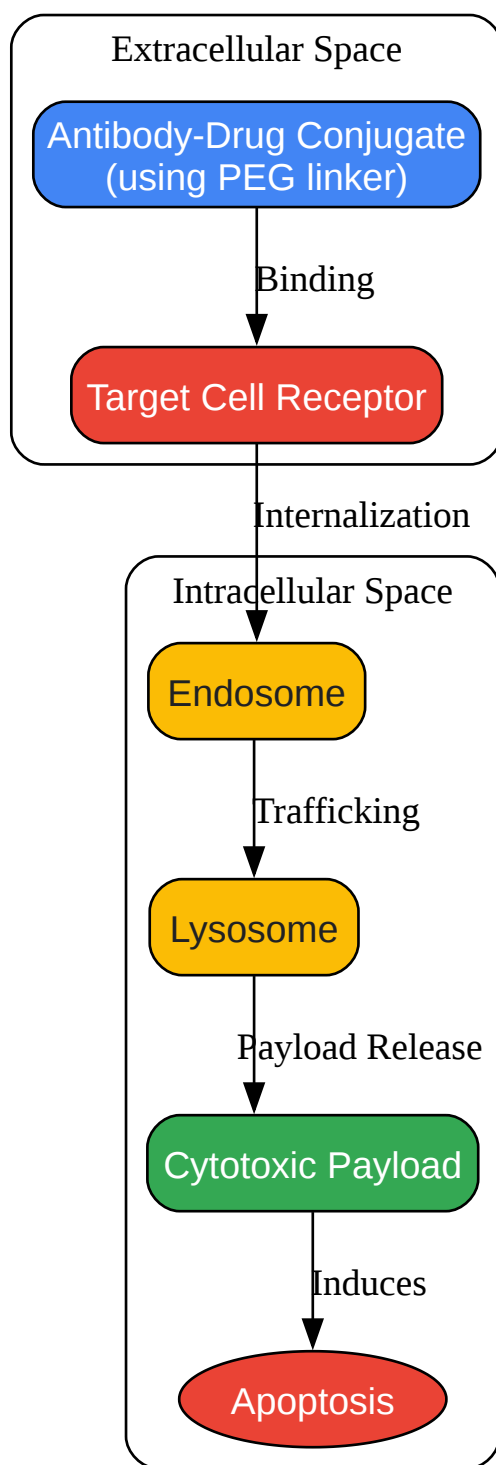 Extracellular Space
Antibody-Drug Conjugate
(using PEG linker)
Binding
Target Cell Receptor
Internalization
Intracellular Space
Endosome
Trafficking
Lysosome
Payload Release
Cytotoxic Payload
Induces
Apoptosis